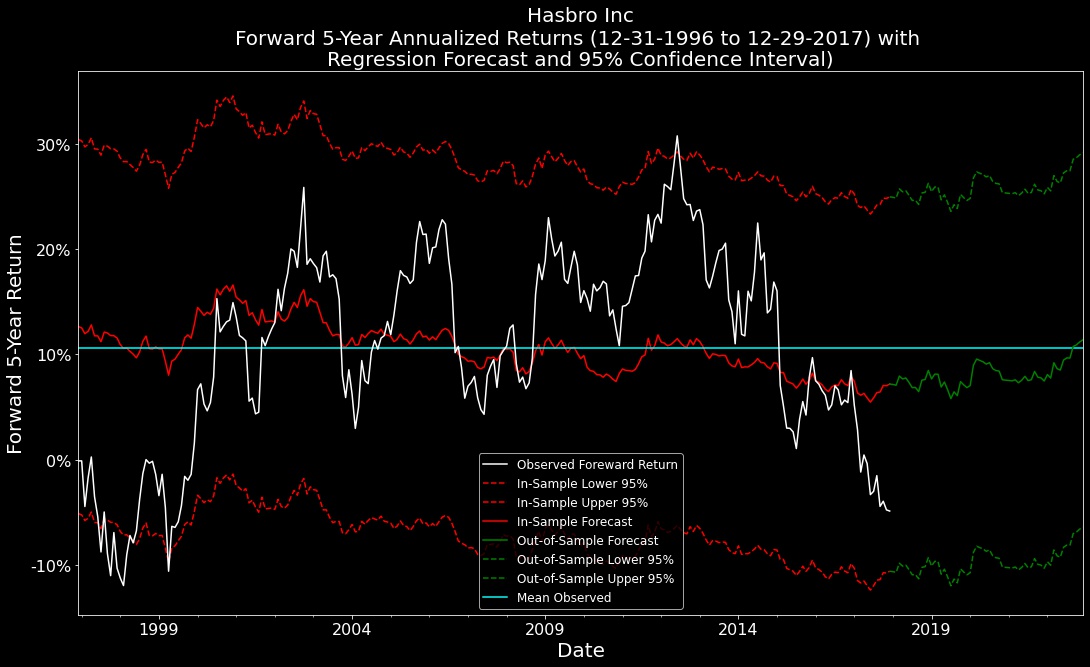 Hasbro Inc
Forward 5-Year Annualized Returns (12-31-1996 to 12-29-2017) with
Regression Forecast and 95% Confidence Interval)
Forward 5-Year Return
30%
20%
10%
0%
-10%
Observed Foreward Return
In-Sample Lower 95%
In-Sample Upper 95%
In-Sample Forecast
Out-of-Sample Forecast
Out-of-Sample Lower 95%
Out-of-Sample Upper 95%
Mean Observed
1999 2004 2009 2014 2019
Date